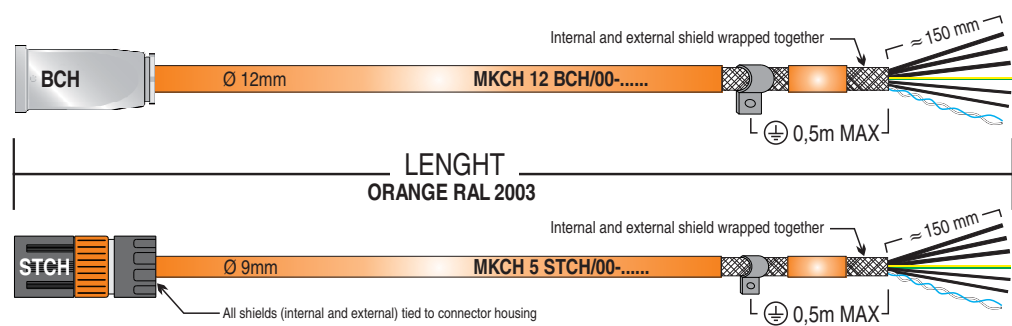 Internal and external shield wrapped together
≈ 150 mm
BCH
Ø 12mm
MKCH 12 BCH/00-......
0,5m MAX
LENGHT
ORANGE RAL 2003
Internal and external shield wrapped together
≈ 150 mm
STCH
Ø 9mm
MKCH 5 STCH/00-......
All shields (internal and external) tied to connector housing
0,5m MAX